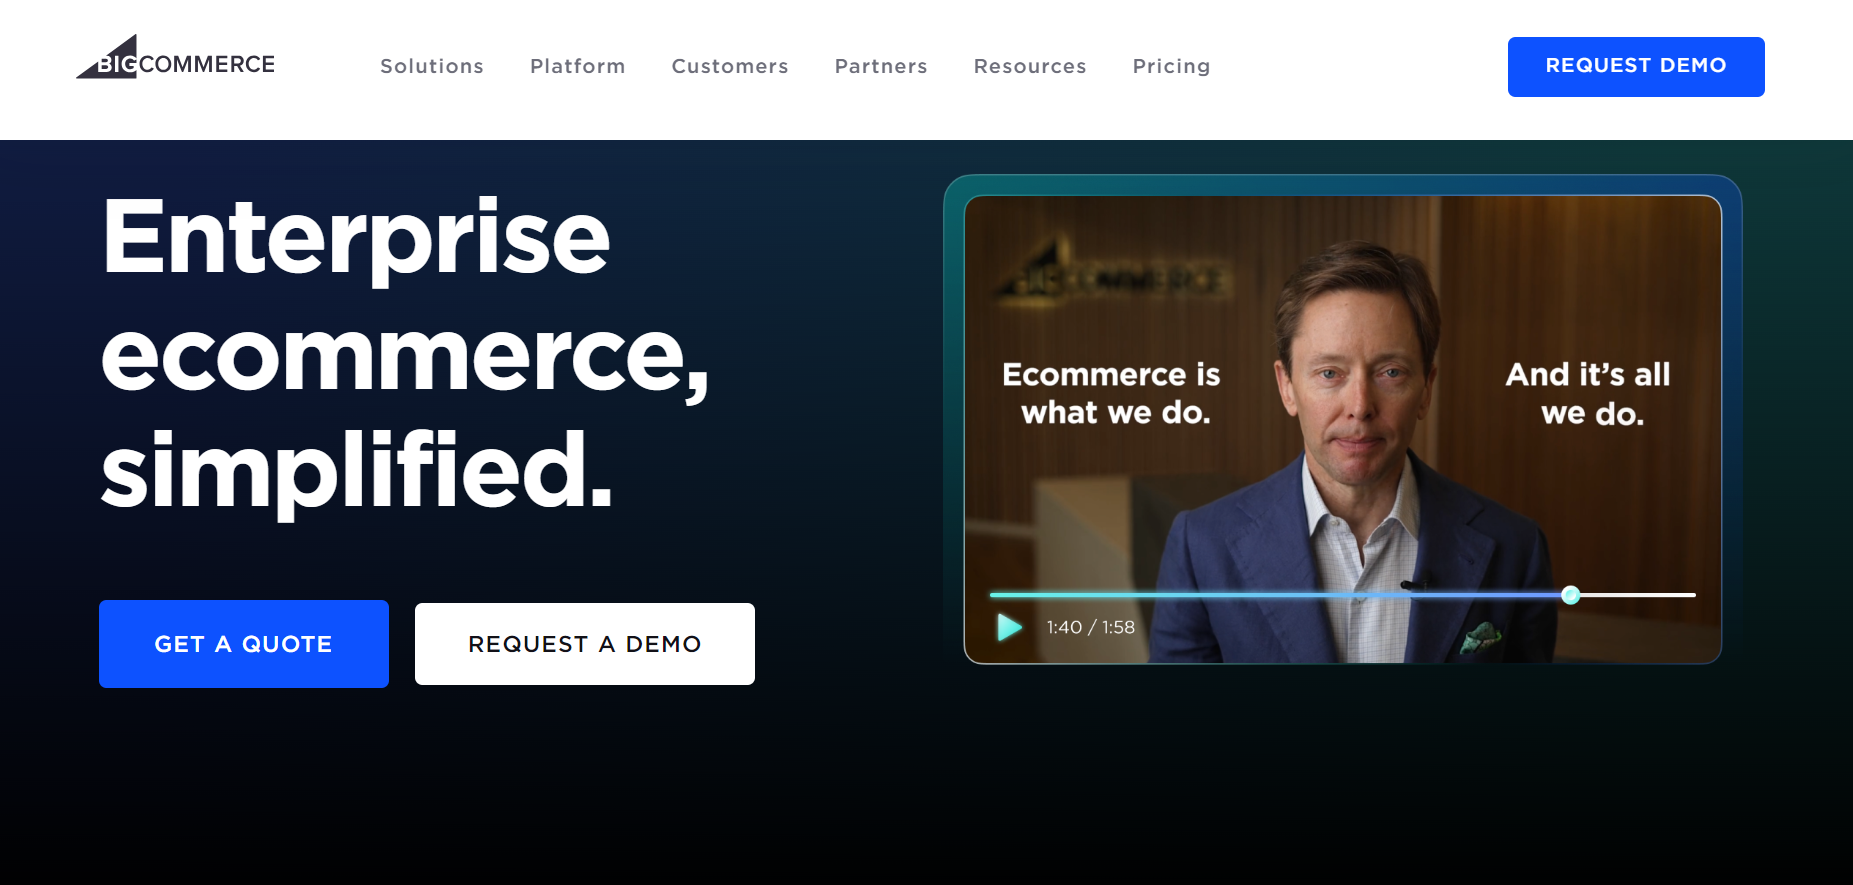 BIGCOMMERCE
Solutions
Platform
Customers
Partners
Resources
Pricing
REQUEST DEMO
Enterprise
ecommerce,
simplified.
GET A QUOTE
REQUEST A DEMO
BIGCOMMERCE
Ecommerce is
what we do.
And it’s all
we do.
1:40 / 1:58